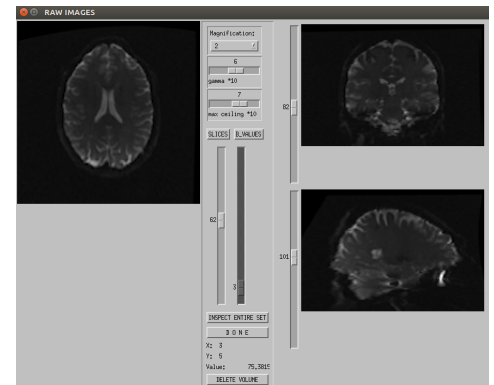 RAW IMAGES
Magnification:
2
6
gamma *10
7
max ceiling *10
SLICES B_VALUES
62
3
INSPECT ENTIRE SET
D O N E
X: 3
Y: 5
Value: 75.3815
DELETE VOLUME
82
101